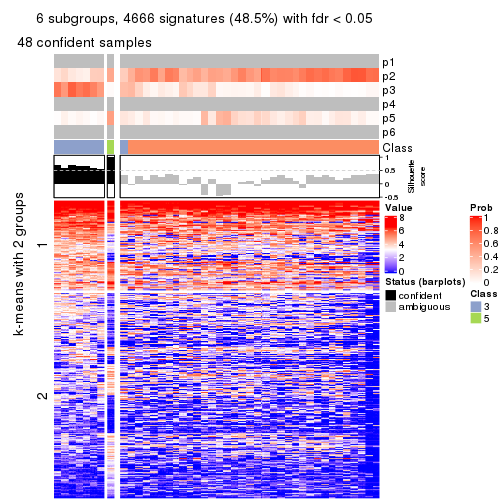 6 subgroups, 4666 signatures (48.5%) with fdr < 0.05
48 confident samples
p1
p2
p3
p4
p5
p6
Class
1
0.5
0
-0.5
Silhouette
score
k-means with 2 groups
1
2
Value
8
6
4
2
0
Status (barplots)
confident
ambiguous
Prob
1
0.8
0.6
0.4
0.2
0
Class
3
5